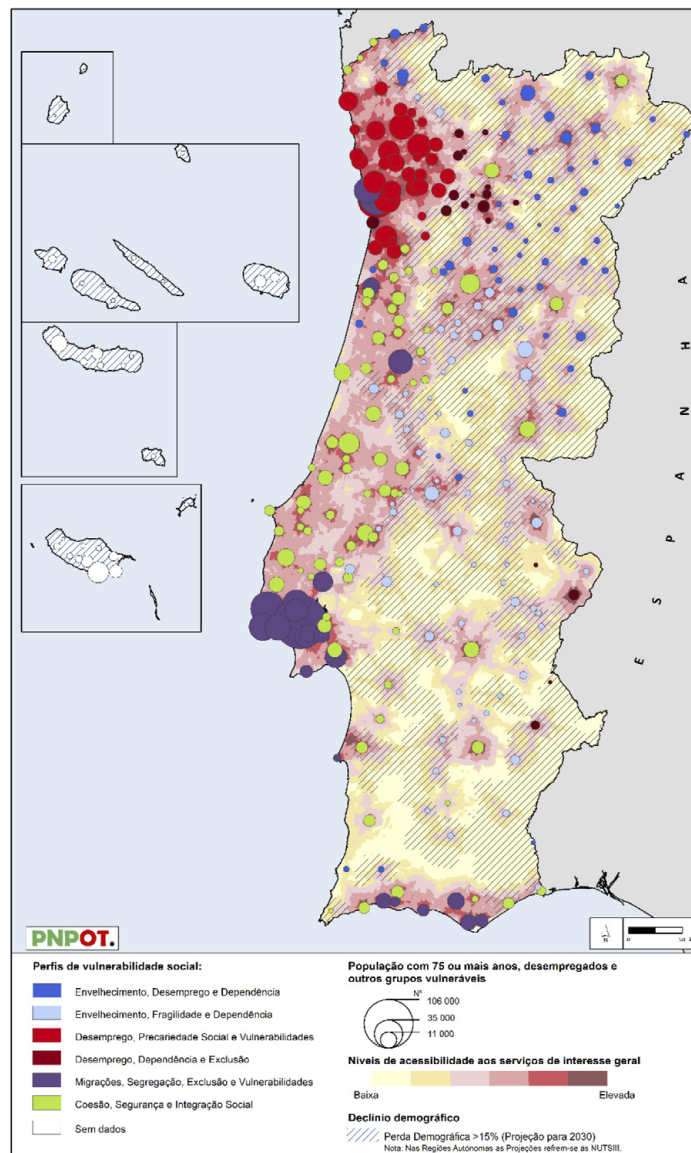 E S P A N H A
PNPOT.
N
0
50 k
Perfis de vulnerabilidade social:
Envelhecimento, Desemprego e Dependência
Envelhecimento, Fragilidade e Dependência
Desemprego, Precariedade Social e Vulnerabilidades
Desemprego, Dependência e Exclusão
Migrações, Segregação, Exclusão e Vulnerabilidades
Coesão, Segurança e Integração Social
Sem dados
População com 75 ou mais anos, desempregados e
outros grupos vulneráveis
Nº
106 000
35 000
11 000
Níveis de acessibilidade aos serviços de interesse geral
Baixa
Elevada
Declínio demográfico
Perda Demográfica >15% (Projeção para 2030)
Nota: Nas Regiões Autónomas as Projeções refrem-se as NUTSIII.